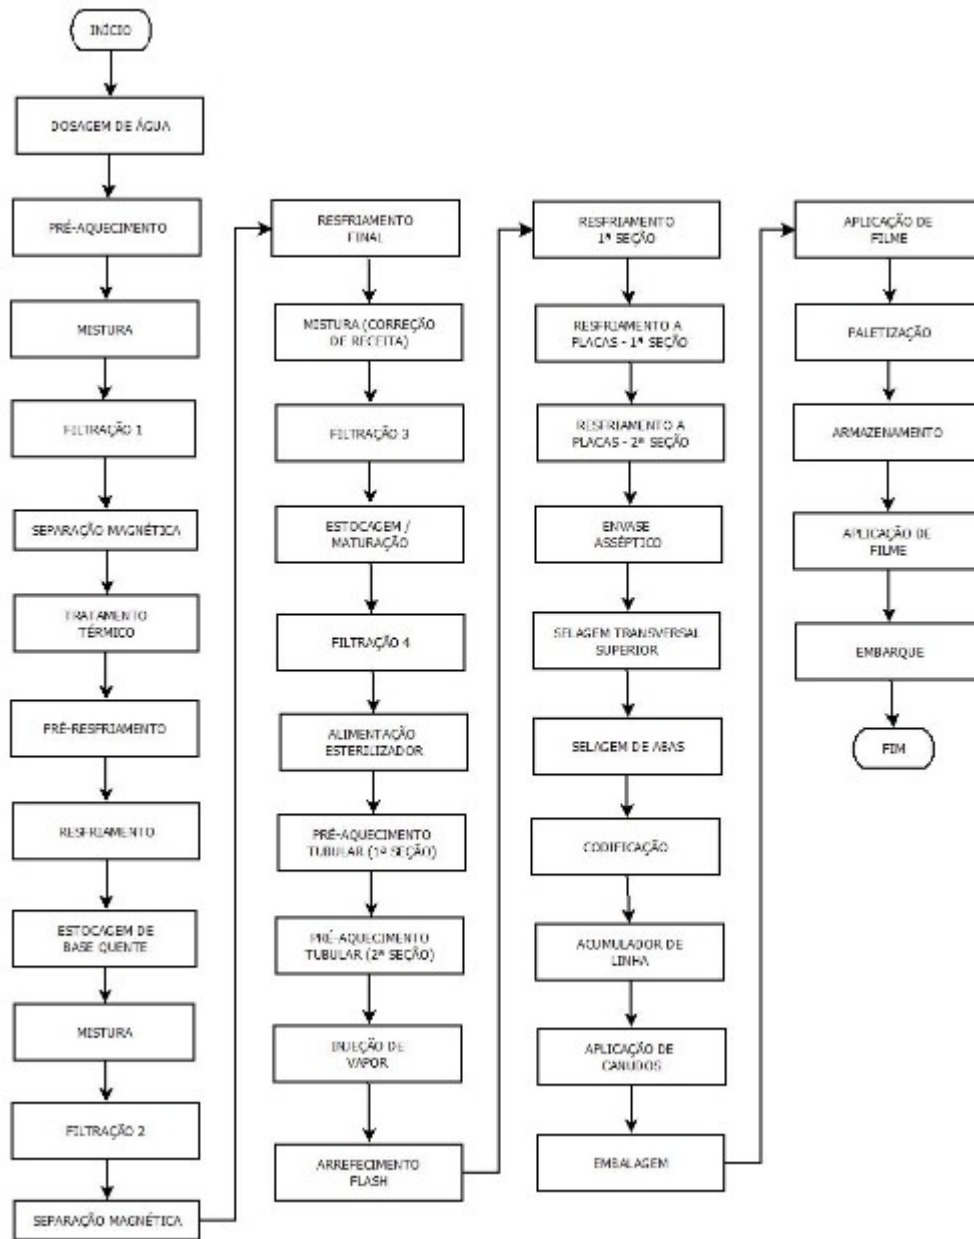 INÍCIO
DOSAGEM DE ÁGUA
PRÉ-AQUECIMENTO
MISTURA
FILTRAÇÃO 1
SEPARAÇÃO MAGNÉTICA
TRATAMENTO
TÉRMICO
PRÉ-RESFRIAMENTO
RESFRIAMENTO
ESTOCAGEM DE
BASE QUENTE
MISTURA
FILTRAÇÃO 2
SEPARAÇÃO MAGNÉTICA
RESFRIAMENTO
FINAL
MISTURA (CORREÇÃO
DE RECEITA)
FILTRAÇÃO 3
ESTOCAGEM /
MATURAÇÃO
FILTRAÇÃO 4
ALIMENTAÇÃO
ESTERILIZADOR
PRÉ-AQUECIMENTO
TUBULAR (1ª SEÇÃO)
PRÉ-AQUECIMENTO
TUBULAR (2ª SEÇÃO)
INJEÇÃO DE
VAPOR
ARREFECIMENTO
FLASH
RESFRIAMENTO
1ª SEÇÃO
RESFRIAMENTO A
PLACAS - 1ª SEÇÃO
RESFRIAMENTO A
PLACAS - 2ª SEÇÃO
ENVASE
ASSÉPTICO
SELAGEM TRANSVERSAL
SUPERIOR
SELAGEM DE ABAS
CODIFICAÇÃO
ACUMULADOR DE
LINHA
APLICAÇÃO DE
CANUDOS
EMBALAGEM
APLICAÇÃO DE
FILME
PALETIZAÇÃO
ARMAZENAMENTO
APLICAÇÃO DE
FILME
EMBARQUE
FIM